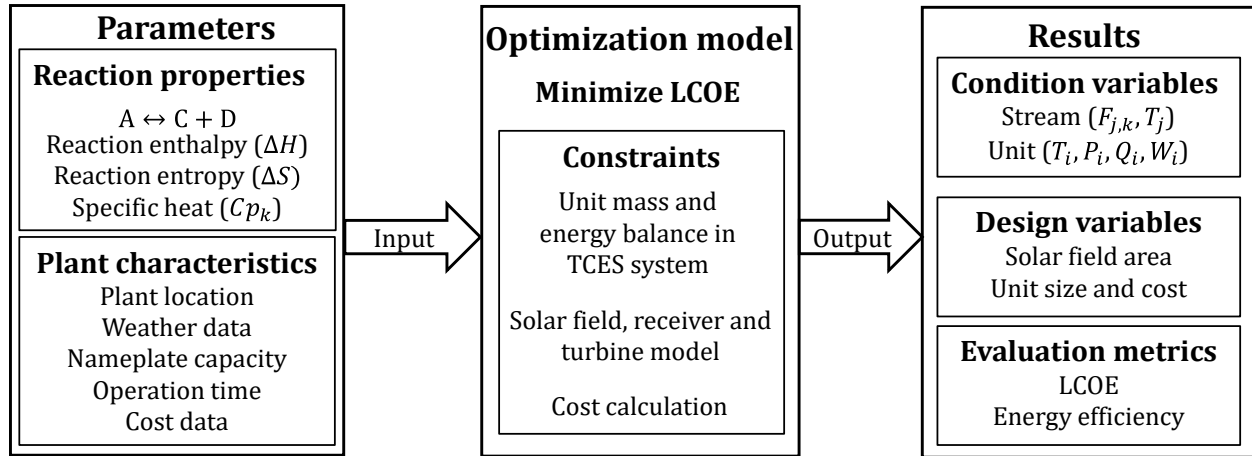 Parameters
Reaction properties
A ↔ C + D
Reaction enthalpy (ΔH)
Reaction entropy (ΔS)
Specific heat (Cpₖ)
Plant characteristics
Plant location
Weather data
Nameplate capacity
Operation time
Cost data
Input
Optimization model
Minimize LCOE
Constraints
Unit mass and
energy balance in
TCES system
Solar field, receiver and
turbine model
Cost calculation
Output
Results
Condition variables
Stream (F_{j,k}, T_j)
Unit (T_i, P_i, Q_i, W_i)
Design variables
Solar field area
Unit size and cost
Evaluation metrics
LCOE
Energy efficiency